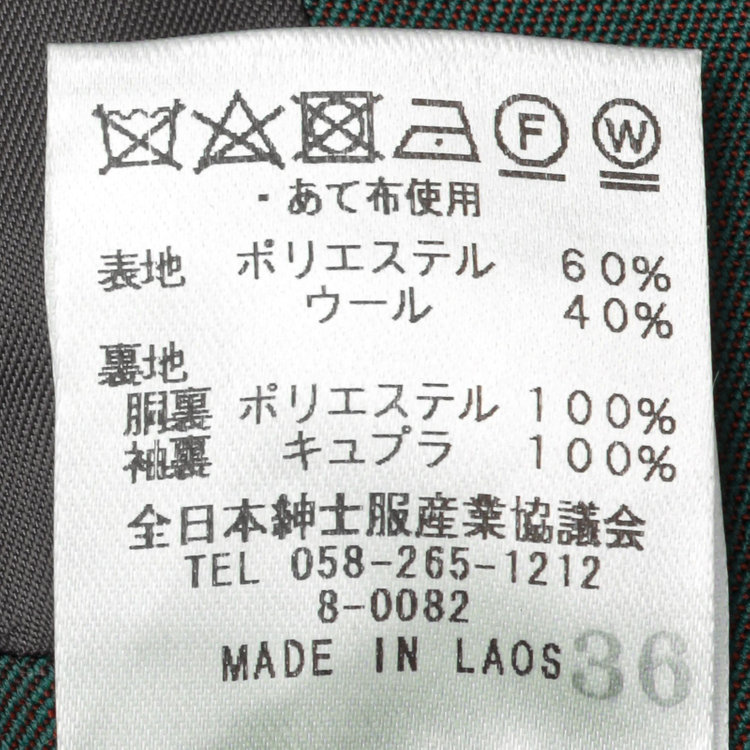 F W
・あて布使用
表地 ポリエステル 60%
ウール 40%
裏地
胴裏 ポリエステル 100%
袖裏 キュプラ 100%
全日本紳士服産業協議会
TEL 058-265-1212
8-0082
MADE IN LAOS 36